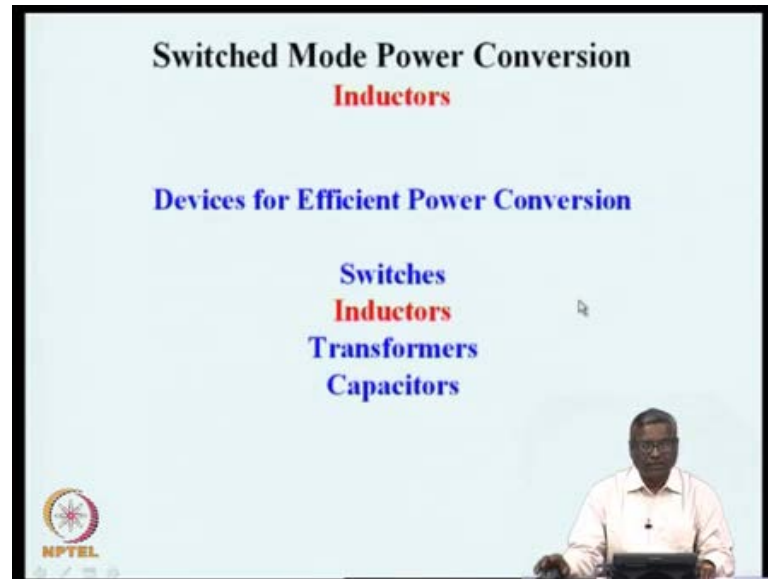 Switched Mode Power Conversion
Inductors
Devices for Efficient Power Conversion
Switches
Inductors
Transformers
Capacitors
NPTEL